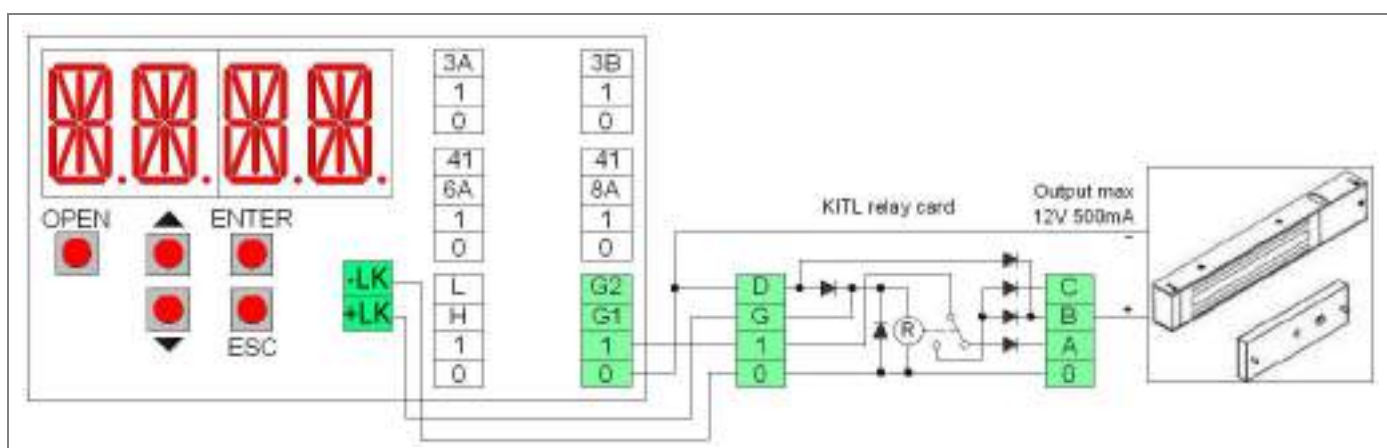 OPEN
ENTER
ESC
-LK
+LK
3A
1
0
41
6A
1
0
L
H
1
0
3B
1
0
41
8A
1
0
G2
G1
1
0
KITL relay card
D
G
1
0
R
C
B
A
0
Output max
12V 500mA
-
+